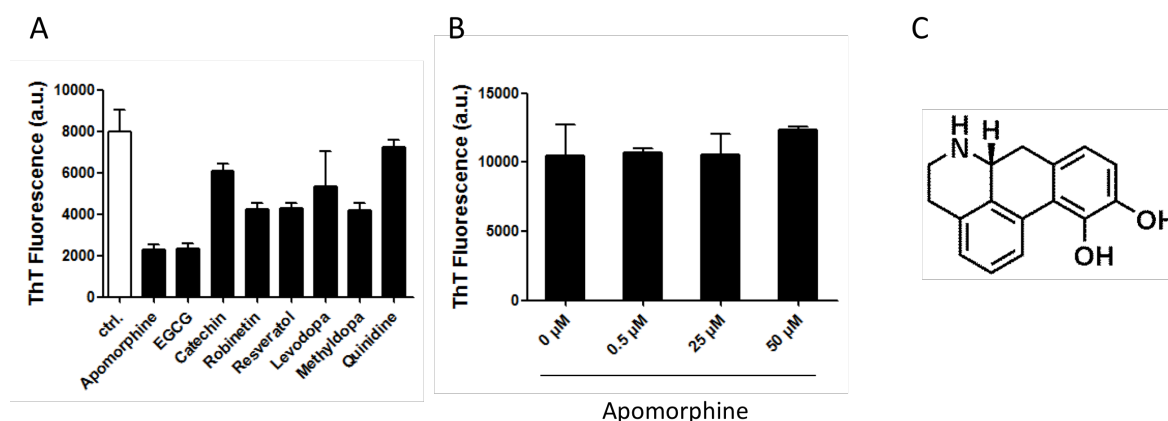 A
ThT Fluorescence (a.u.)
10000
8000
6000
4000
2000
0
ctrl.
Apomorphine
EGCG
Catechin
Robinetin
Resveratol
Levodopa
Methyldopa
Quinidine
B
ThT Fluorescence (a.u.)
15000
10000
5000
0
0 µM
0.5 µM
25 µM
50 µM
Apomorphine
C
H
N
H
OH
OH